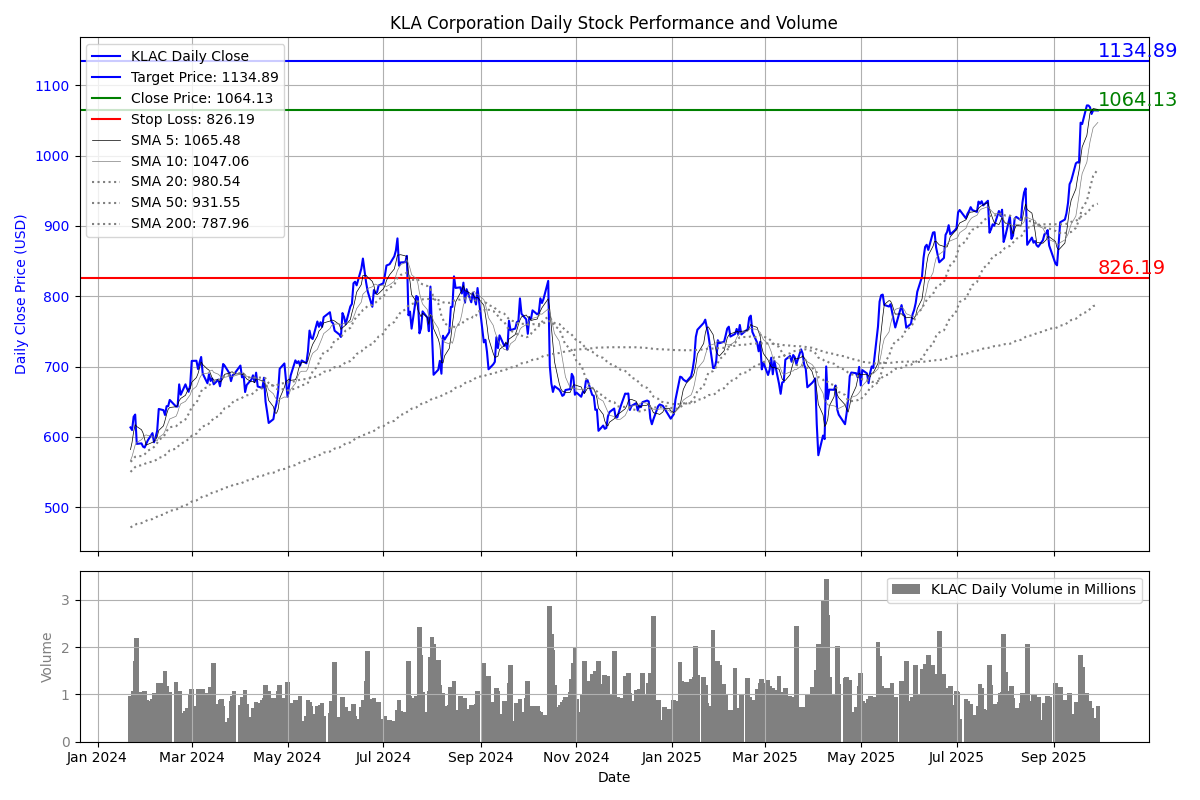 KLA Corporation Daily Stock Performance and Volume
KLAC Daily Close
Target Price: 1134.89
Close Price: 1064.13
Stop Loss: 826.19
SMA 5: 1065.48
SMA 10: 1047.06
SMA 20: 980.54
SMA 50: 931.55
SMA 200: 787.96
1134.89
1064.13
826.19
Daily Close Price (USD)
1100
1000
900
800
700
600
500
KLAC Daily Volume in Millions
Volume
3
2
1
0
Jan 2024 Mar 2024 May 2024 Jul 2024 Sep 2024 Nov 2024 Jan 2025 Mar 2025 May 2025 Jul 2025 Sep 2025
Date